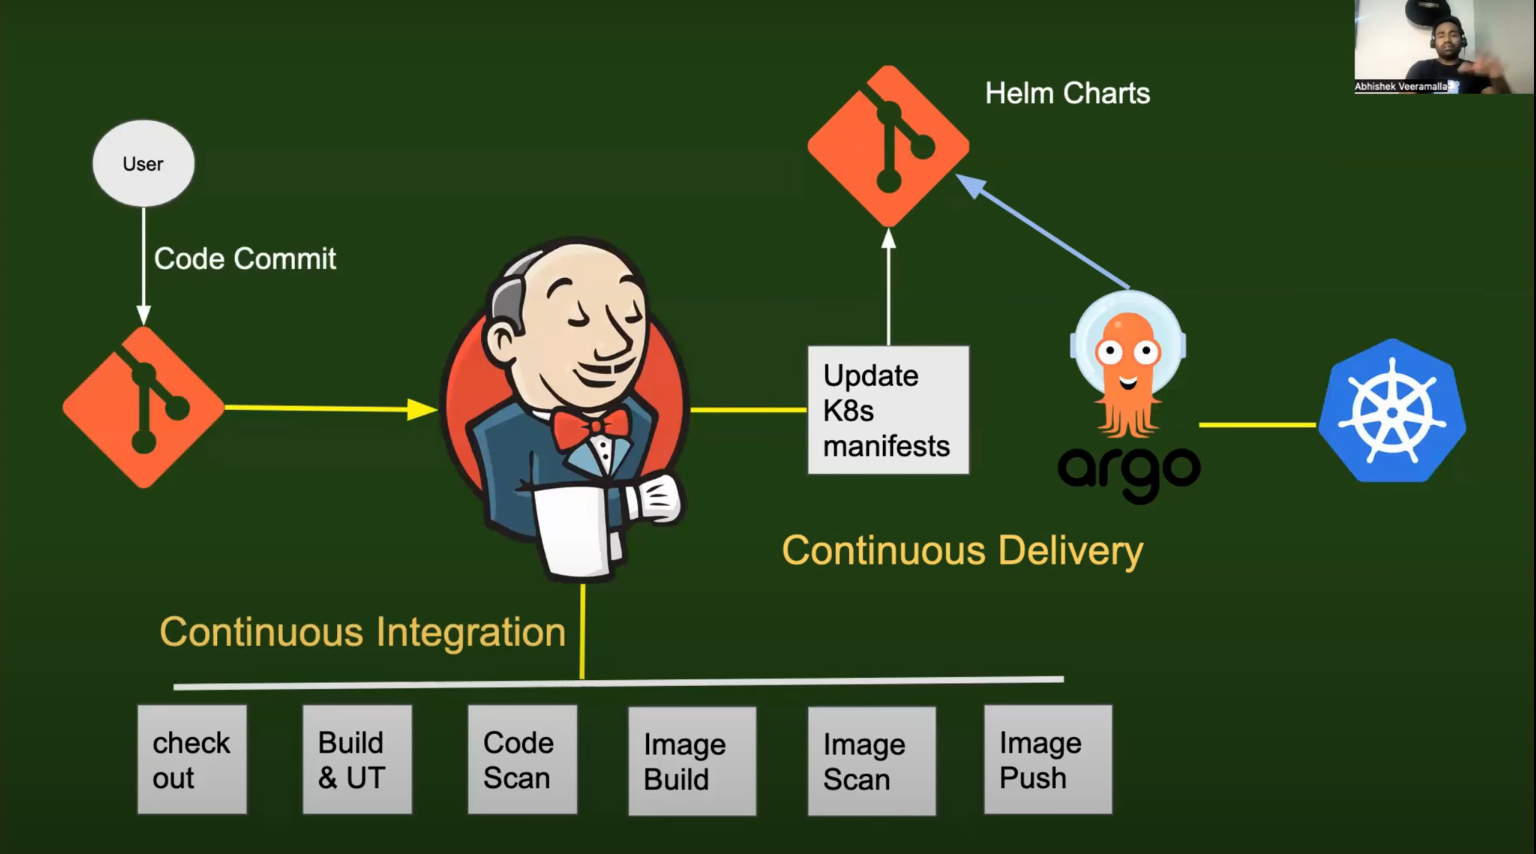 Abhishek Veeramalla
Helm Charts
User
Code Commit
Update
K8s
manifests
argo
Continuous Delivery
Continuous Integration
check
out
Build
& UT
Code
Scan
Image
Build
Image
Scan
Image
Push